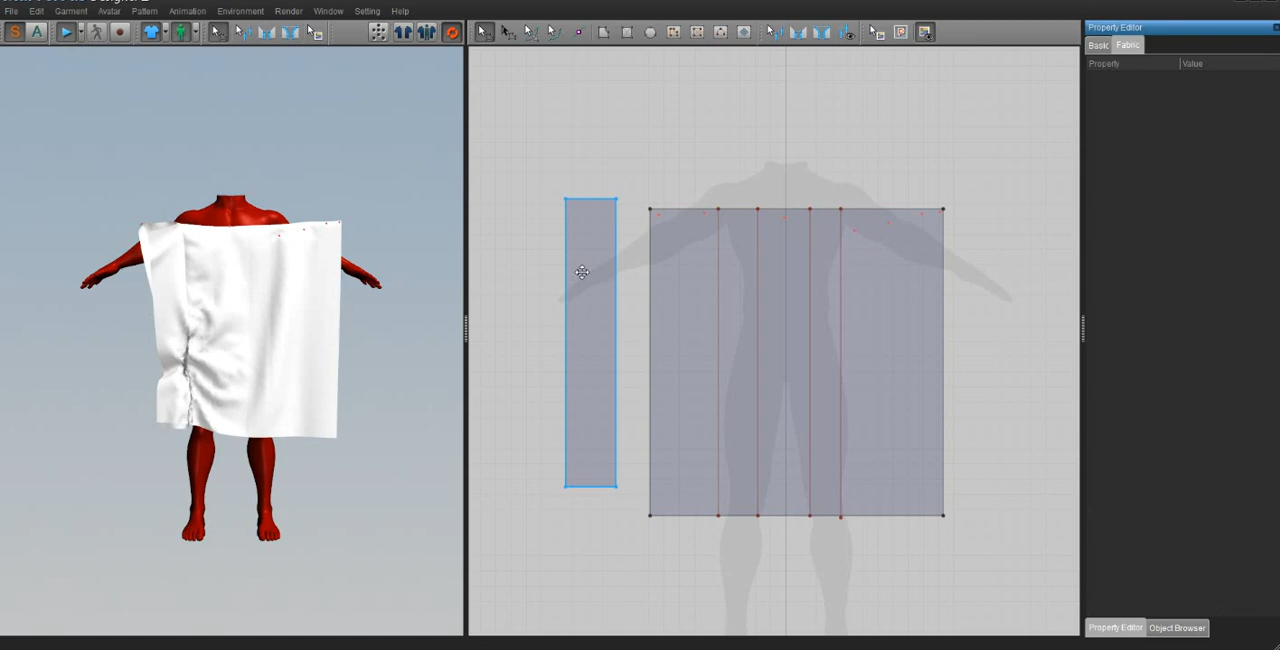 File Edit Garment Avatar Pattern Animation Environment Render Window Setting Help
S A
Property Editor
Basic Fabric
Property Value
Property Editor Object Browser